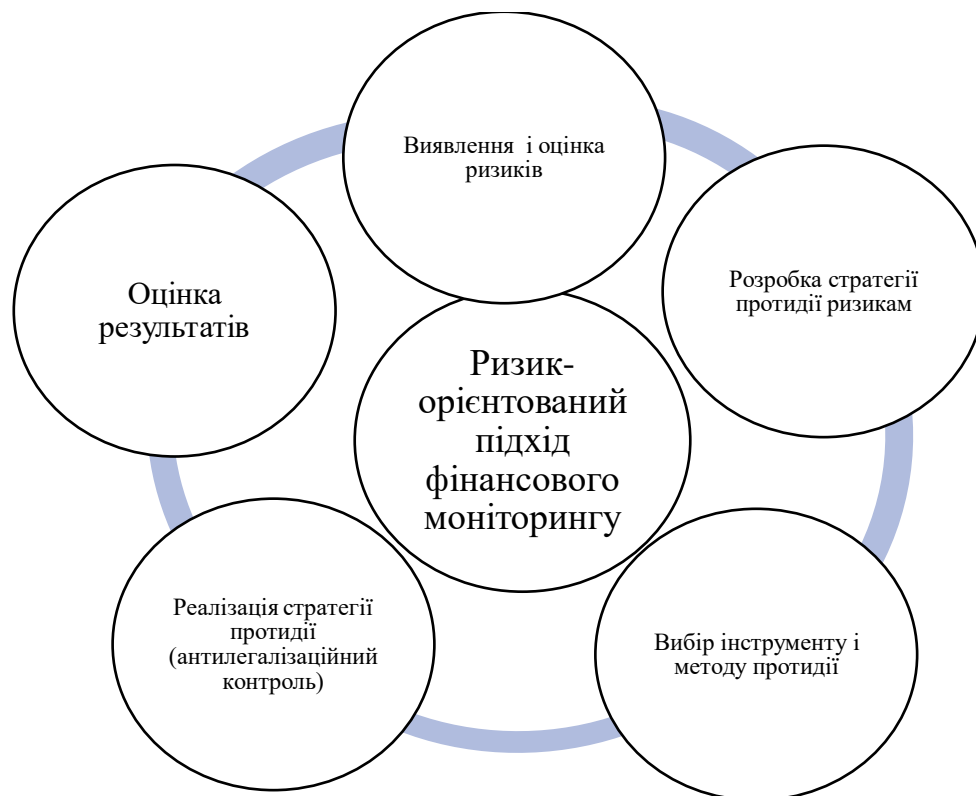 Виявлення і оцінка
ризиків
Розробка стратегії
протидії ризикам
Вибір інструменту і
методу протидії
Реалізація стратегії
протидії
(антилегалізаційний
контроль)
Оцінка
результатів
Ризик-
орієнтований
підхід
фінансового
моніторингу